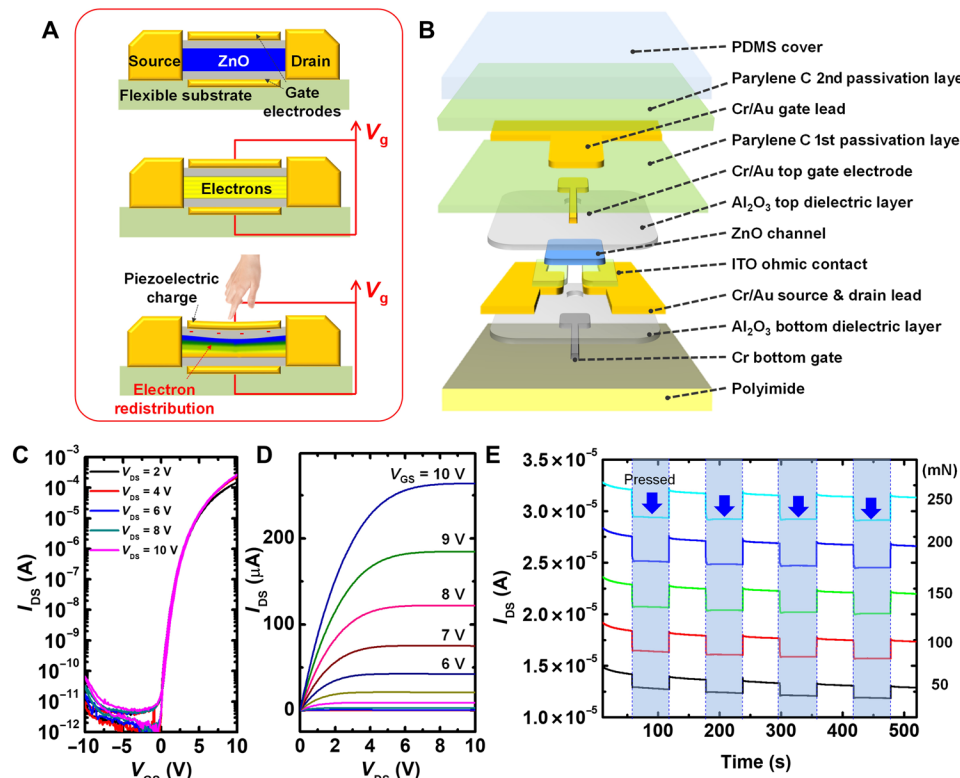 A
Source
ZnO
Drain
Flexible substrate
Gate
electrodes
Vg
Electrons
Piezoelectric
charge
Vg
Electron
redistribution
B
PDMS cover
Parylene C 2nd passivation laye
Cr/Au gate lead
Parylene C 1st passivation laye
Cr/Au top gate electrode
Al2O3 top dielectric layer
ZnO channel
ITO ohmic contact
Cr/Au source & drain lead
Al2O3 bottom dielectric layer
Cr bottom gate
Polyimide
C
10−3
10−4
10−5
10−6
10−7
10−8
10−9
10−10
10−11
10−12
IDS (A)
VDS = 2 V
VDS = 4 V
VDS = 6 V
VDS = 8 V
VDS = 10 V
−10 −5 0 5 10
(V)
D
200
0
IDS (μA)
VGS = 10 V
9 V
8 V
7 V
6 V
0 2 4 6 8 10
VDS (V)
E
3.5 × 10−5
3.0 × 10−5
2.5 × 10−5
2.0 × 10−5
1.5 × 10−5
1.0 × 10−5
IDS (A)
Pressed
(mN)
250
200
150
100
50
100 200 300 400 500
Time (s)